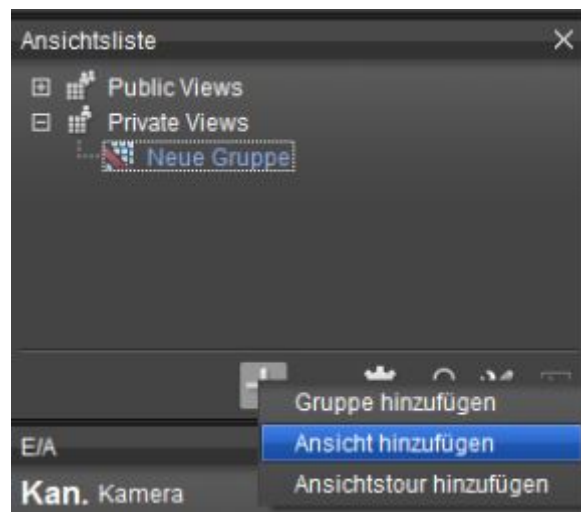 Ansichtsliste
Public Views
Private Views
Neue Gruppe
Gruppe hinzufügen
Ansicht hinzufügen
Ansichtstour hinzufügen
E/A
Kan. Kamera